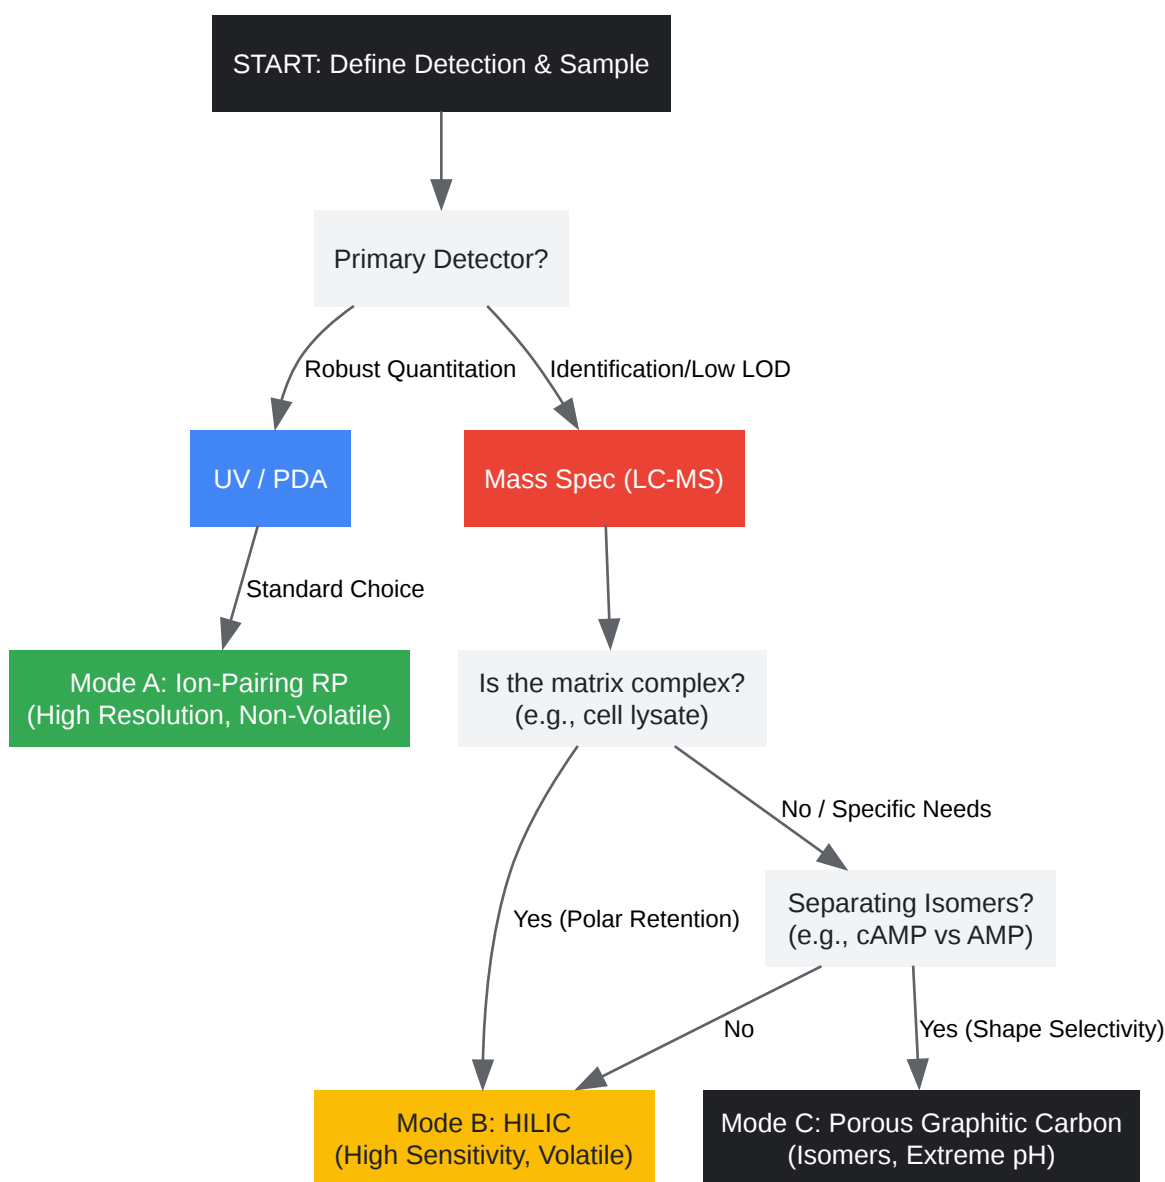 START: Define Detection & Sample
Primary Detector?
Robust Quantitation
Identification/Low LOD
UV / PDA
Mass Spec (LC-MS)
Standard Choice
Mode A: Ion-Pairing RP
(High Resolution, Non-Volatile)
Is the matrix complex?
(e.g., cell lysate)
No / Specific Needs
Yes (Polar Retention)
Separating Isomers?
(e.g., cAMP vs AMP)
No
Yes (Shape Selectivity)
Mode B: HILIC
(High Sensitivity, Volatile)
Mode C: Porous Graphitic Carbon
(Isomers, Extreme pH)